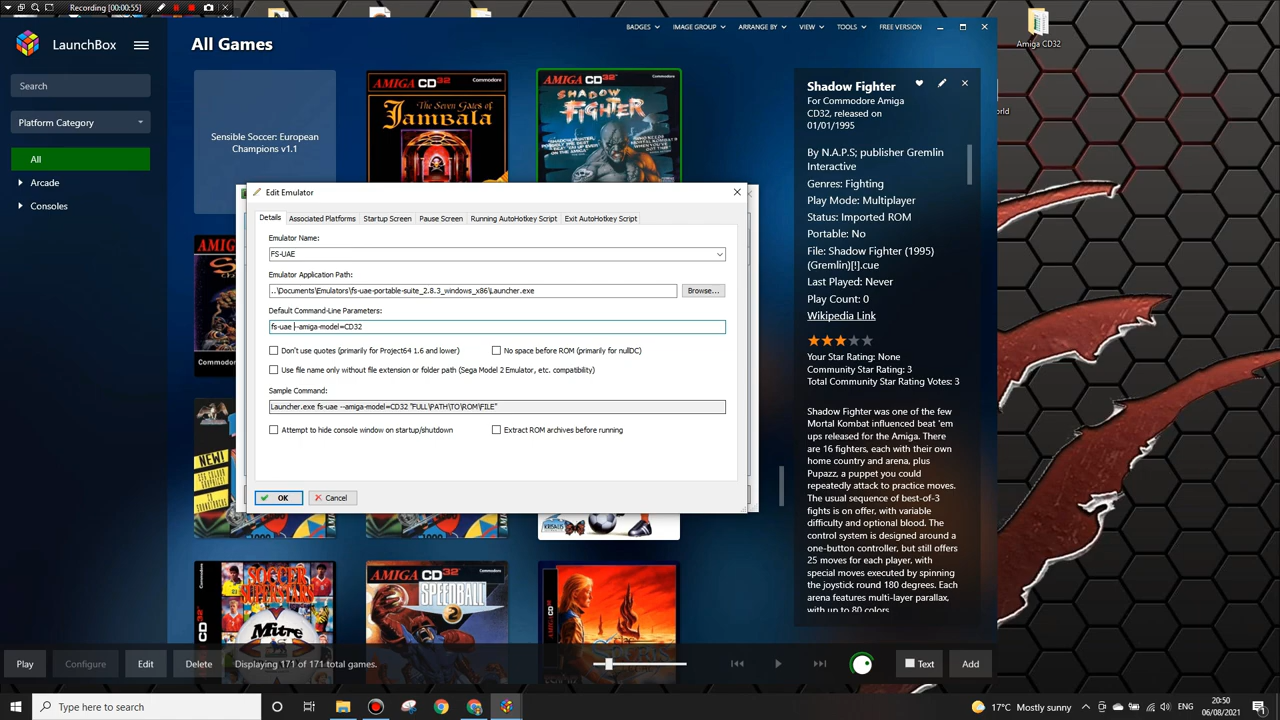 Recording [00:00:55]
LaunchBox
All Games
BADGES
IMAGE GROUP
ARRANGE BY
VIEW
TOOLS
FREE VERSION
Amiga CD32
Search
Platform Category
All
Arcade
Consoles
Sensible Soccer: European
Champions v1.1
AMIGA CD32
Commodore
The Seven Gates of
Jambala
AMIGA CD32
Commodore
SHADOW
FIGHTER
Shadow Fighter
For Commodore Amiga
CD32, released on
01/01/1995
By N.A.P.S; publisher Gremlin
Interactive
Genres: Fighting
Play Mode: Multiplayer
Status: Imported ROM
Portable: No
File: Shadow Fighter (1995)
(Gremlin)[!].cue
Last Played: Never
Play Count: 0
Wikipedia Link
Your Star Rating: None
Community Star Rating: 3
Total Community Star Rating Votes: 3
Shadow Fighter was one of the few
Mortal Kombat influenced beat 'em
ups released for the Amiga. There
are 16 fighters, each with their own
home country and arena, plus
Pupazz, a puppet you could
repeatedly attack to practice moves.
The usual sequence of best-of-3
fights is on offer, with variable
difficulty and optional blood. The
control system is designed around a
one-button controller, but still offers
25 moves for each player, with
special moves executed by spinning
the joystick round 180 degrees. Each
arena features multi-layer parallax,
with up to 80 colors.
Edit Emulator
Details
Associated Platforms
Startup Screen
Pause Screen
Running AutoHotkey Script
Exit AutoHotkey Script
Emulator Name:
FS-UAE
Emulator Application Path:
..\Documents\Emulators\fs-uae-portable-suite_2.8.3_windows_x86\Launcher.exe
Browse...
Default Command-Line Parameters:
fs-uae --amiga-model=CD32
Don't use quotes (primarily for Project64 1.6 and lower)
No space before ROM (primarily for nullDC)
Use file name only without file extension or folder path (Sega Model 2 Emulator, etc. compatibility)
Sample Command:
Launcher.exe fs-uae --amiga-model=CD32 "FULL\PATH\TO\ROM\FILE"
Attempt to hide console window on startup/shutdown
Extract ROM archives before running
OK
Cancel
NEW!
CD32
SOCCER
SUPERSTARS
Mitre
AMIGA CD32
Commodore
SPEEDBALL
2
Play
Configure
Edit
Delete
Displaying 171 of 171 total games.
Text
Add
Type here to search
17°C Mostly sunny
ENG
20:50
06/08/2021